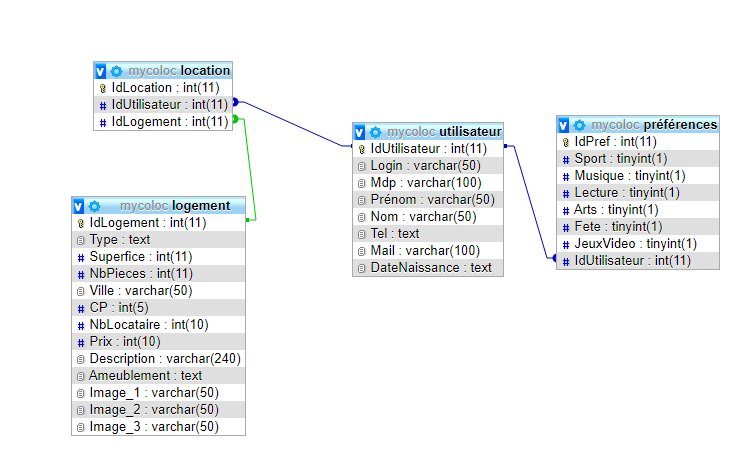 mycoloc location
IdLocation : int(11)
IdUtilisateur : int(11)
IdLogement : int(11)
mycoloc utilisateur
IdUtilisateur : int(11)
Login : varchar(50)
Mdp : varchar(100)
Prénom : varchar(50)
Nom : varchar(50)
Tel : text
Mail : varchar(100)
DateNaissance : text
mycoloc préférences
IdPref : int(11)
Sport : tinyint(1)
Musique : tinyint(1)
Lecture : tinyint(1)
Arts : tinyint(1)
Fete : tinyint(1)
JeuxVideo : tinyint(1)
IdUtilisateur : int(11)
mycoloc logement
IdLogement : int(11)
Type : text
Superfice : int(11)
NbPieces : int(11)
Ville : varchar(50)
CP : int(5)
NbLocataire : int(10)
Prix : int(10)
Description : varchar(240)
Ameublement : text
Image_1 : varchar(50)
Image_2 : varchar(50)
Image_3 : varchar(50)